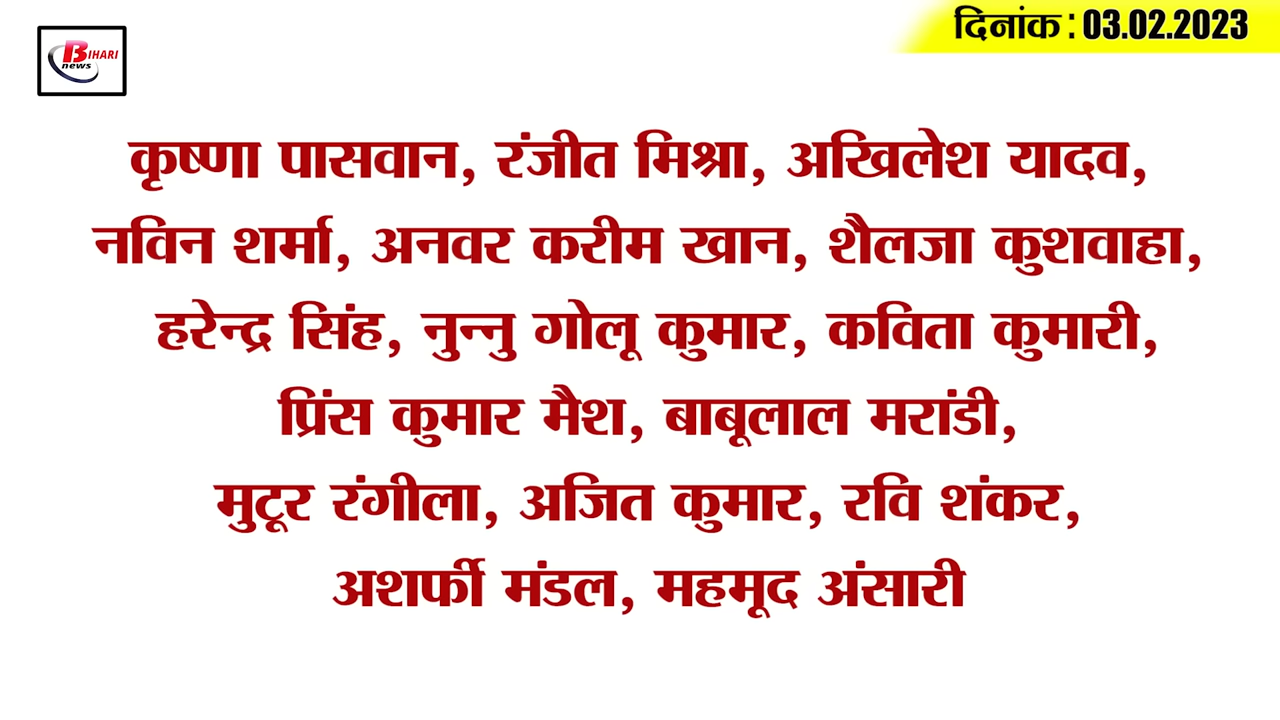 BIHARI
news
दिनांक : 03.02.2023
कृष्णा पासवान, रंजीत मिश्रा, अखिलेश यादव,
नविन शर्मा, अनवर करीम खान, शैलजा कुशवाहा,
हरेन्द्र सिंह, नुन्नु गोलू कुमार, कविता कुमारी,
प्रिंस कुमार मैश, बाबूलाल मरांडी,
मुटूर रंगीला, अजित कुमार, रवि शंकर,
अशर्फी मंडल, महमूद अंसारी